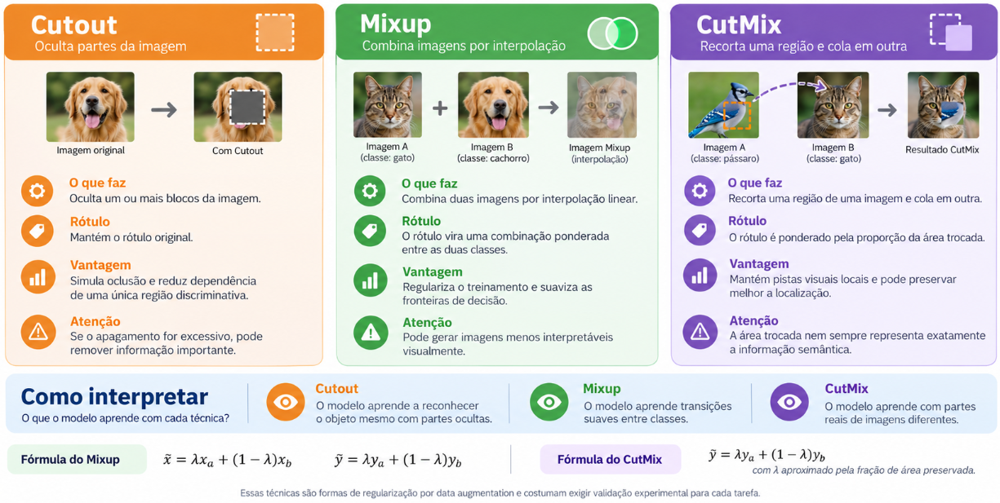 Cutout
Oculta partes da imagem
Imagem original
Com Cutout
O que faz
Oculta um ou mais blocos da imagem.
Rótulo
Mantém o rótulo original.
Vantagem
Simula oclusão e reduz dependência
de uma única região discriminativa.
Atenção
Se o apagamento for excessivo, pode
remover informação importante.
Mixup
Combina imagens por interpolação
Imagem A
(classe: gato)
Imagem B
(classe: cachorro)
Imagem Mixup
(interpolação)
O que faz
Combina duas imagens por interpolação linear.
Rótulo
O rótulo vira uma combinação ponderada
entre as duas classes.
Vantagem
Regulariza o treinamento e suaviza as
fronteiras de decisão.
Atenção
Pode gerar imagens menos interpretáveis
visualmente.
CutMix
Recorta uma região e cola em outra
Imagem A
(classe: pássaro)
Imagem B
(classe: gato)
Resultado CutMix
O que faz
Recorta uma região de uma imagem e cola em outra.
Rótulo
O rótulo é ponderado pela proporção da área trocada.
Vantagem
Mantém pistas visuais locais e pode preservar
melhor a localização.
Atenção
A área trocada nem sempre representa exatamente
a informação semântica.
Como interpretar
O que o modelo aprende com cada técnica?
Cutout
O modelo aprende a reconhecer
o objeto mesmo com partes ocultas.
Mixup
O modelo aprende transições
suaves entre classes.
CutMix
O modelo aprende com partes
reais de imagens diferentes.
Fórmula do Mixup
x̃ = λxₐ + (1 − λ)x_b
ỹ = λyₐ + (1 − λ)y_b
Fórmula do CutMix
ỹ = λyₐ + (1 − λ)y_b
com λ aproximado pela fração de área preservada.
Essas técnicas são formas de regularização por data augmentation e costumam exigir validação experimental para cada tarefa.